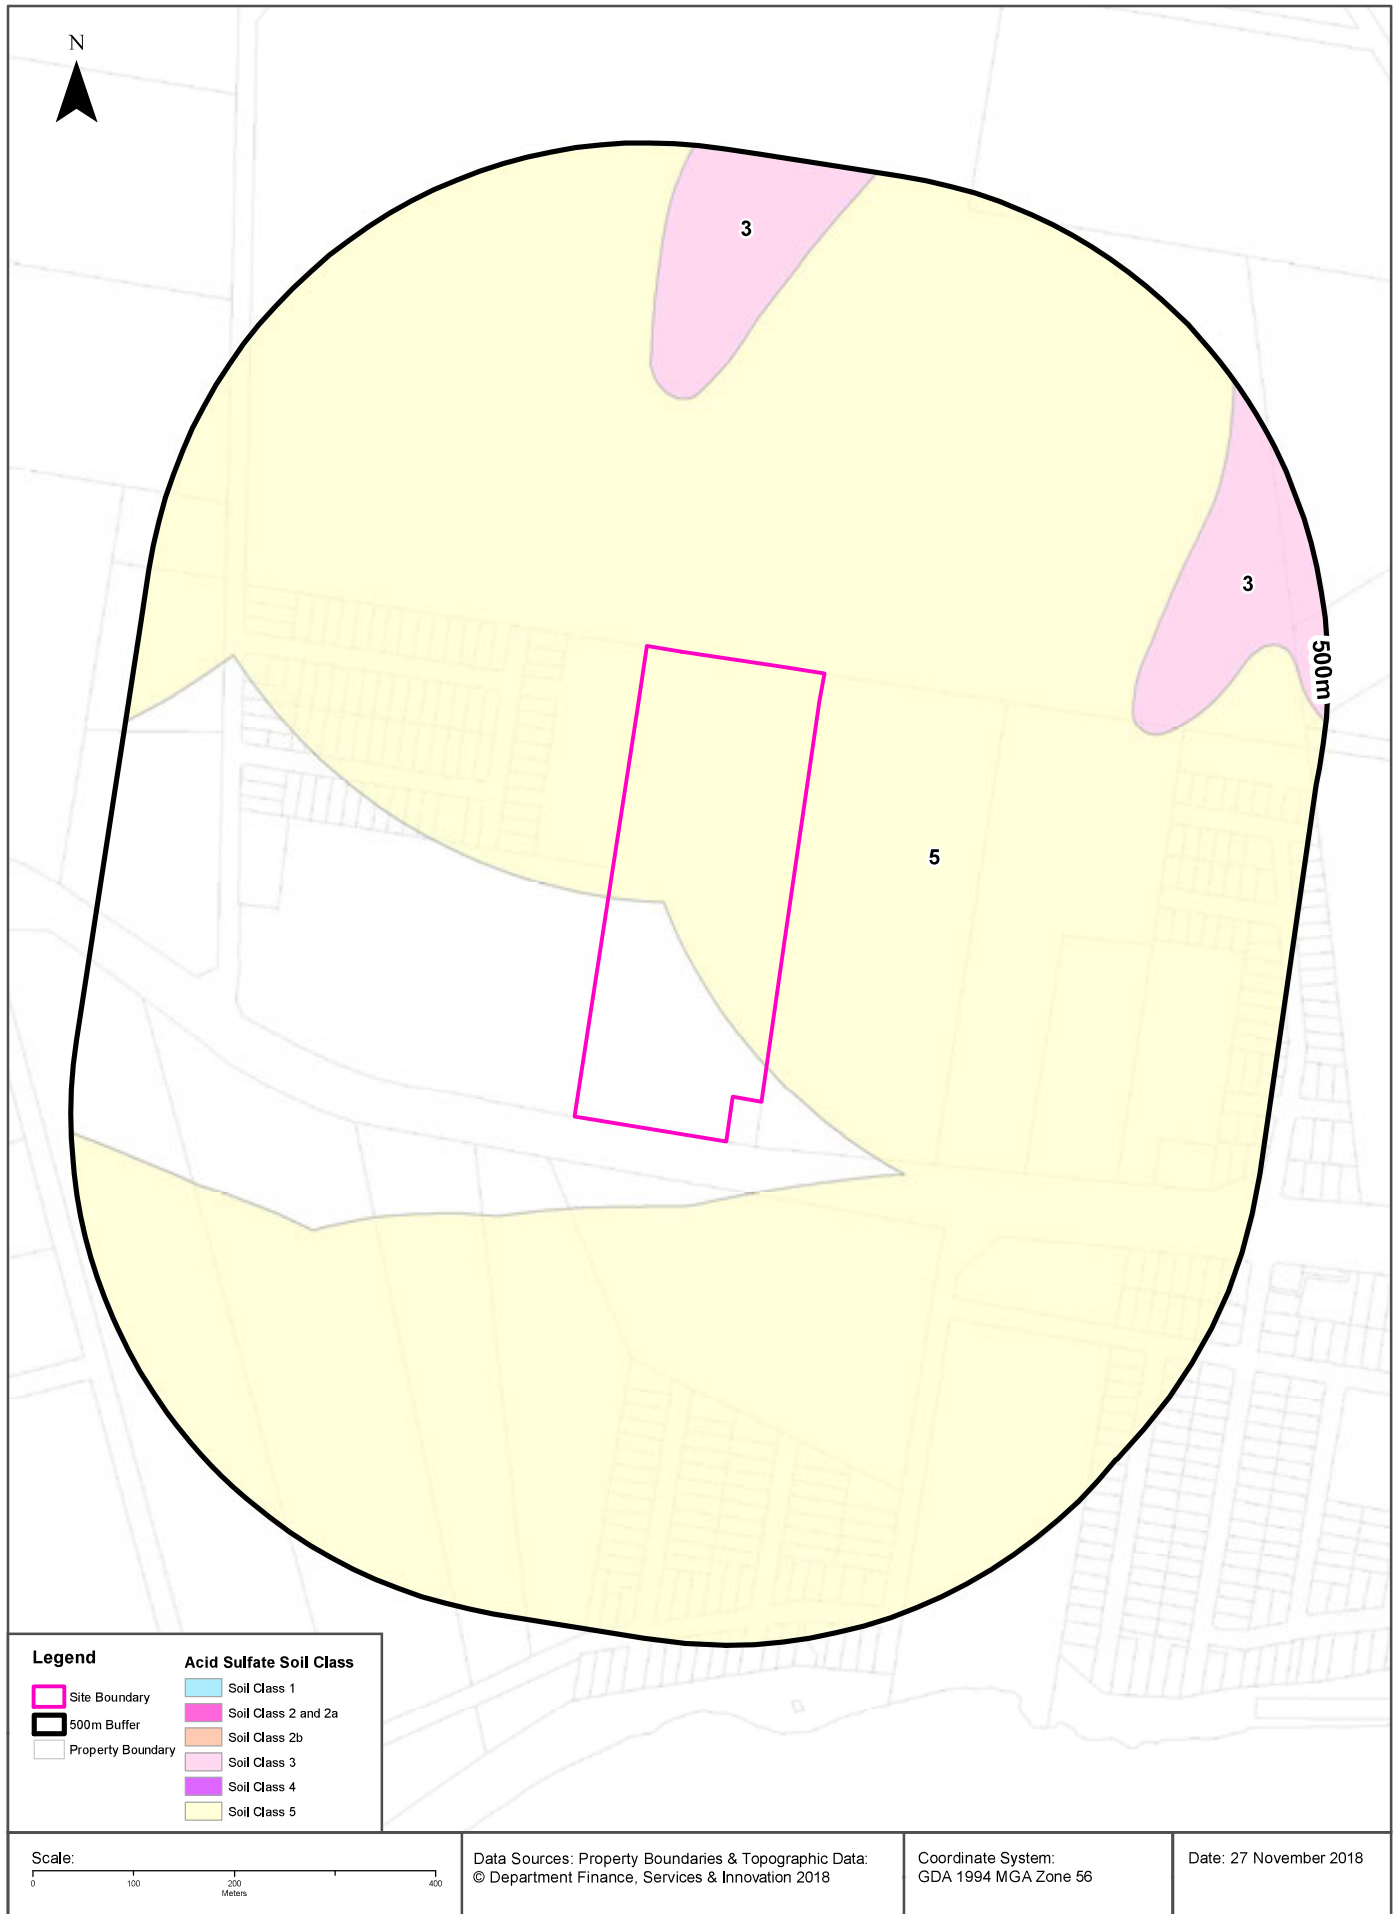 N
3
3
500m
5
Legend
Site Boundary
500m Buffer
Property Boundary
Acid Sulfate Soil Class
Soil Class 1
Soil Class 2 and 2a
Soil Class 2b
Soil Class 3
Soil Class 4
Soil Class 5
Scale:
0 100 200 400
Meters
Data Sources: Property Boundaries & Topographic Data:
© Department Finance, Services & Innovation 2018
Coordinate System:
GDA 1994 MGA Zone 56
Date: 27 November 2018